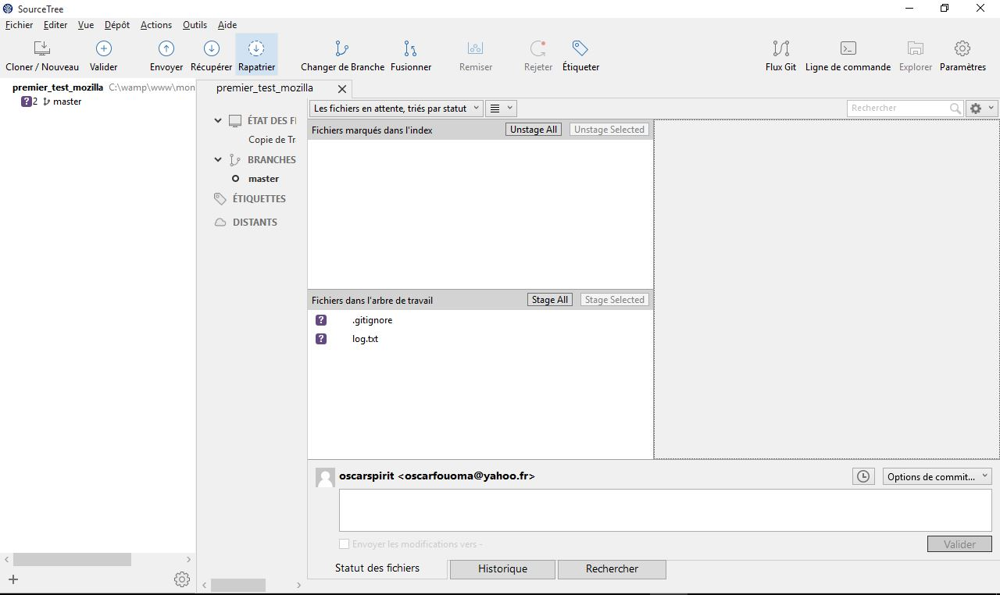 SourceTree
Fichier Editer Vue Dépôt Actions Outils Aide
Cloner / Nouveau Valider Envoyer Récupérer Rapatrier Changer de Branche Fusionner Remiser Rejeter Étiqueter Flux Git Ligne de commande Explorer Paramètres
premier_test_mozilla C:\wamp\www\mon
? 2 master
premier_test_mozilla
ÉTAT DES FI
Copie de Tr
BRANCHES
master
ÉTIQUETTES
DISTANTS
Les fichiers en attente, triés par statut
Rechercher
Fichiers marqués dans l'index Unstage All Unstage Selected
Fichiers dans l'arbre de travail Stage All Stage Selected
? .gitignore
? log.txt
oscarspirit <oscarfouoma@yahoo.fr>
Options de commit...
Envoyer les modifications vers -
Valider
Statut des fichiers Historique Rechercher